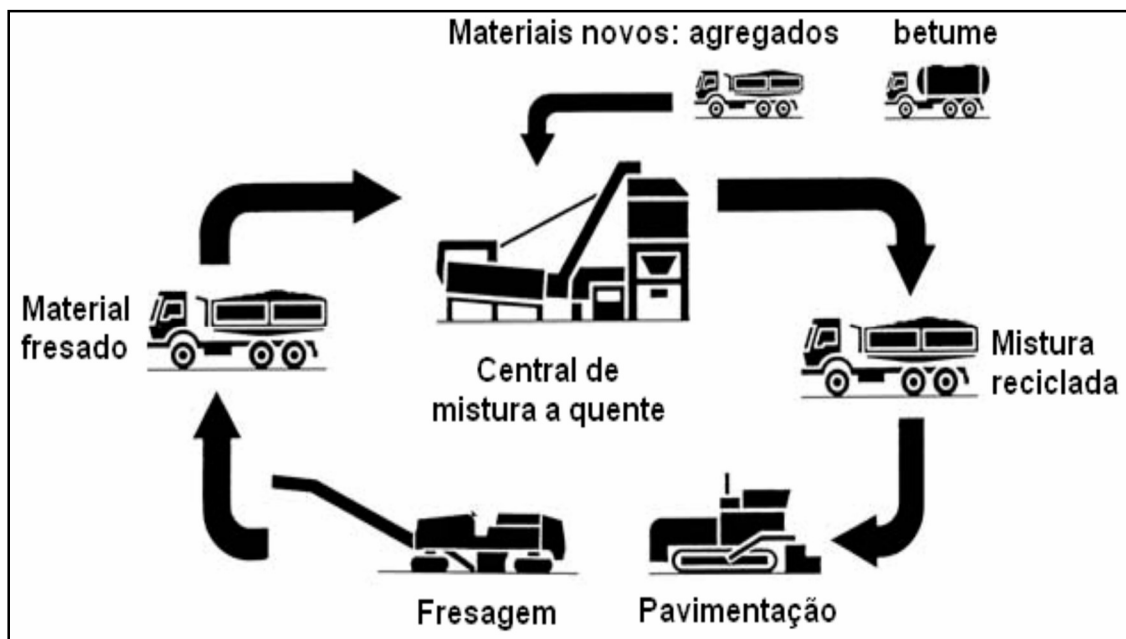 Materiais novos: agregados betume
Material
fresado
Central de
mistura a quente
Mistura
reciclada
Fresagem
Pavimentação